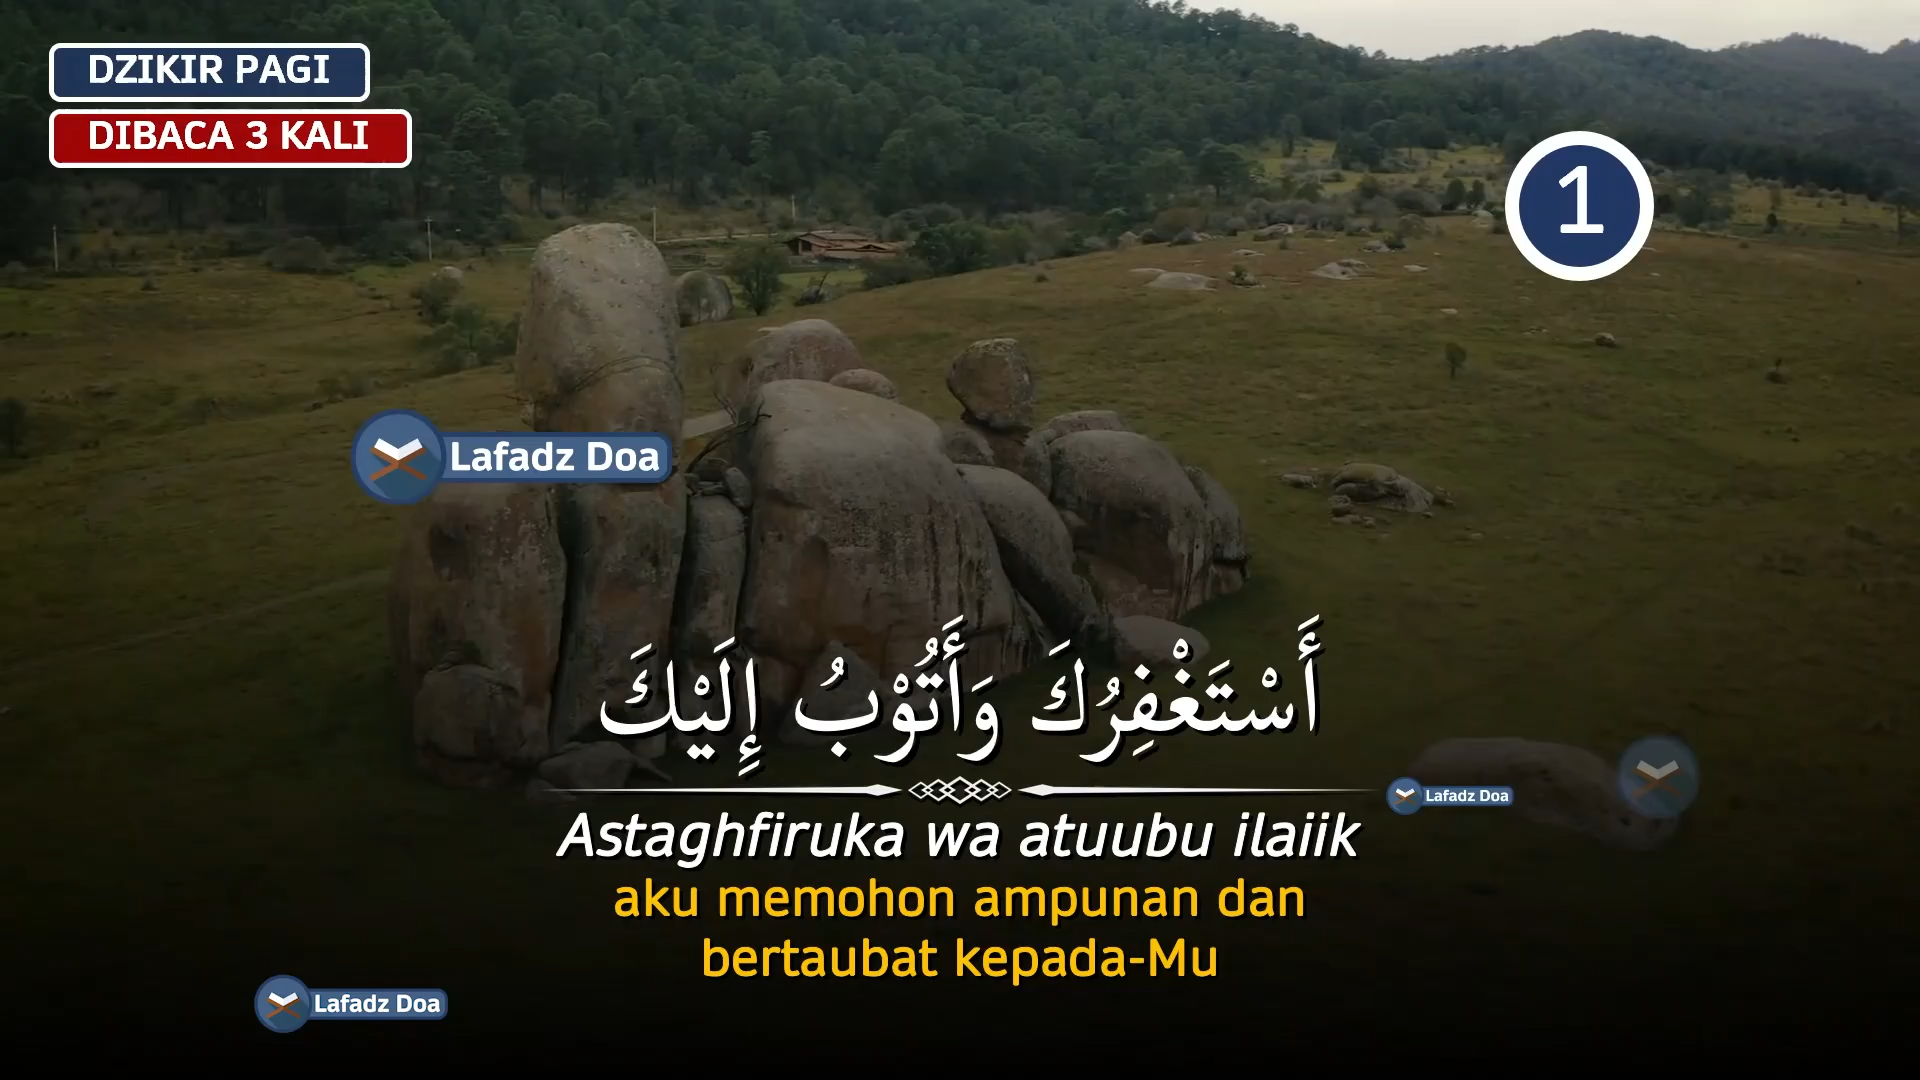 DZIKIR PAGI
DIBACA 3 KALI
1
Lafadz Doa
أَسْتَغْفِرُكَ وَأَتُوْبُ إِلَيْكَ
Lafadz Doa
Astaghfiruka wa atuubu ilaiik
aku memohon ampunan dan
bertaubat kepada-Mu
Lafadz Doa